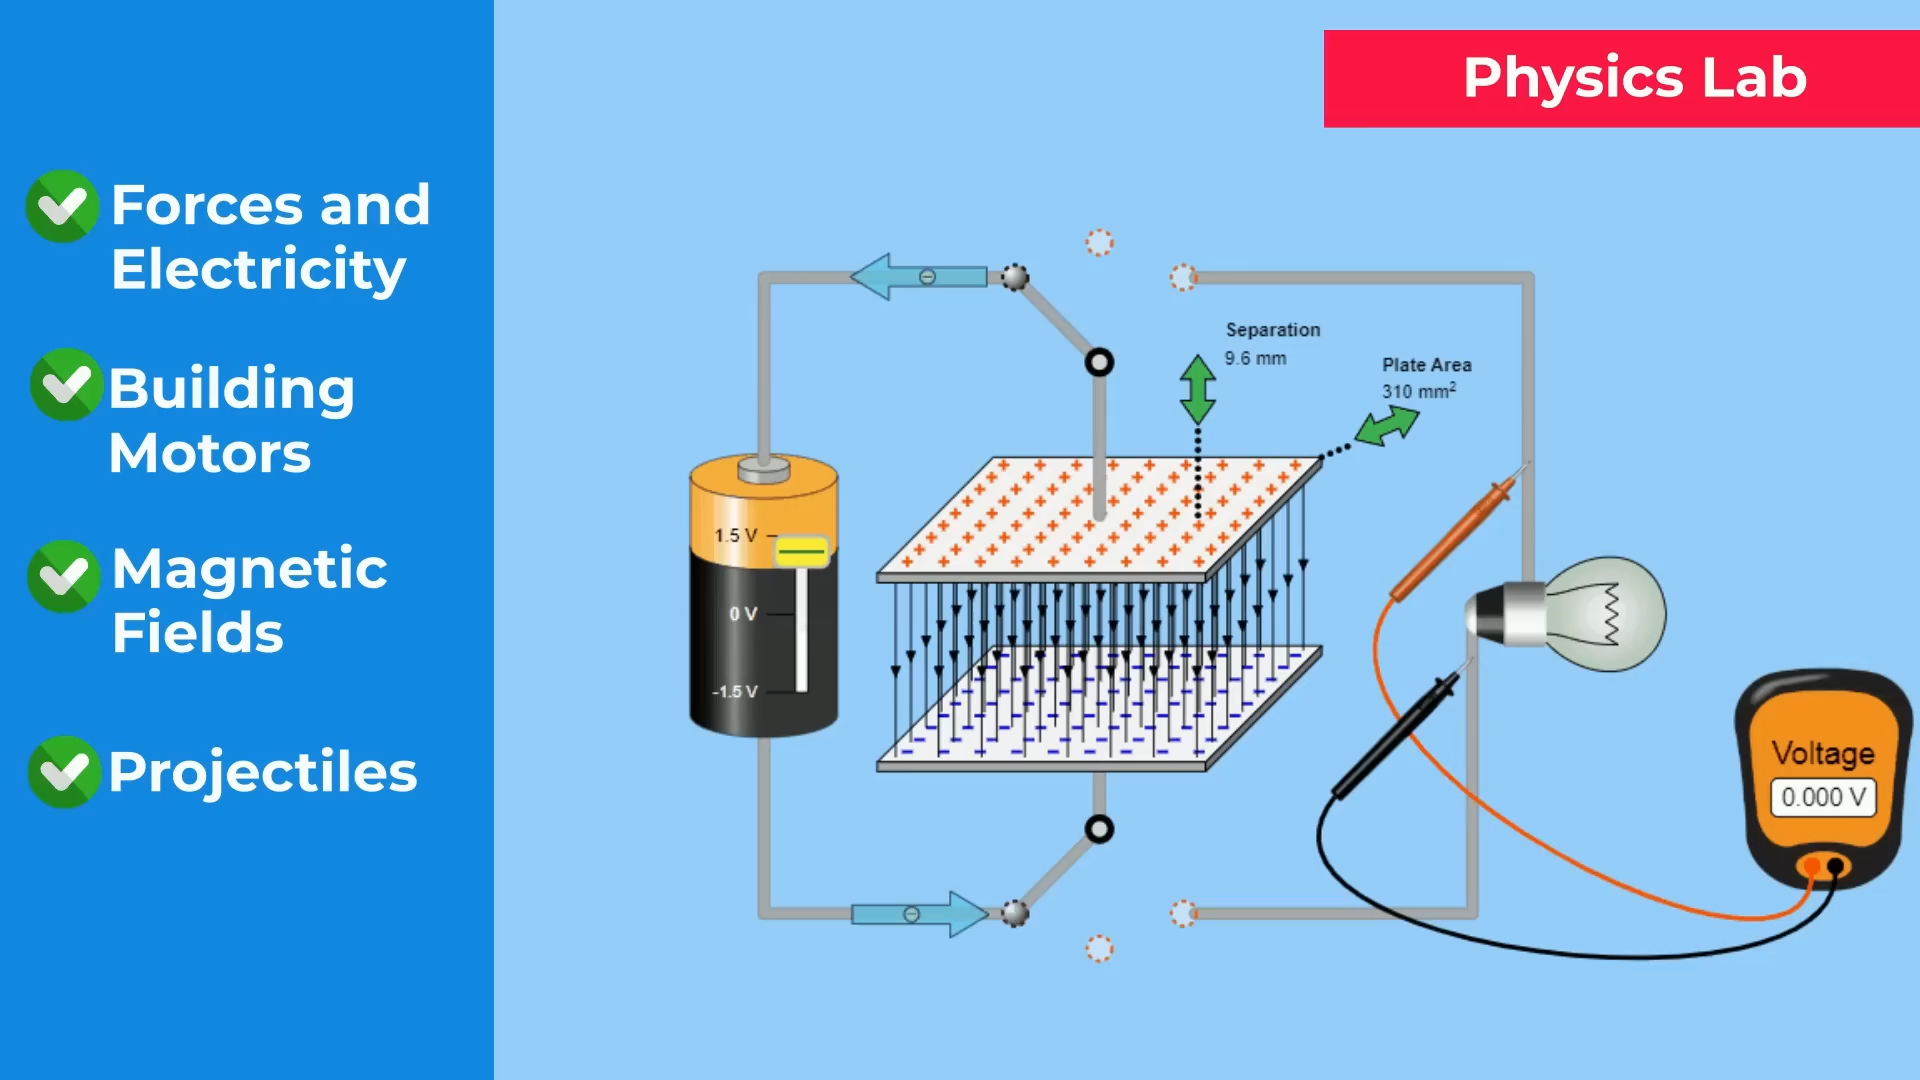 Physics Lab
Forces and
Electricity
Building
Motors
Magnetic
Fields
Projectiles
Separation
9.6 mm
Plate Area
310 mm²
1.5 V
0 V
-1.5 V
Voltage
0.000 V